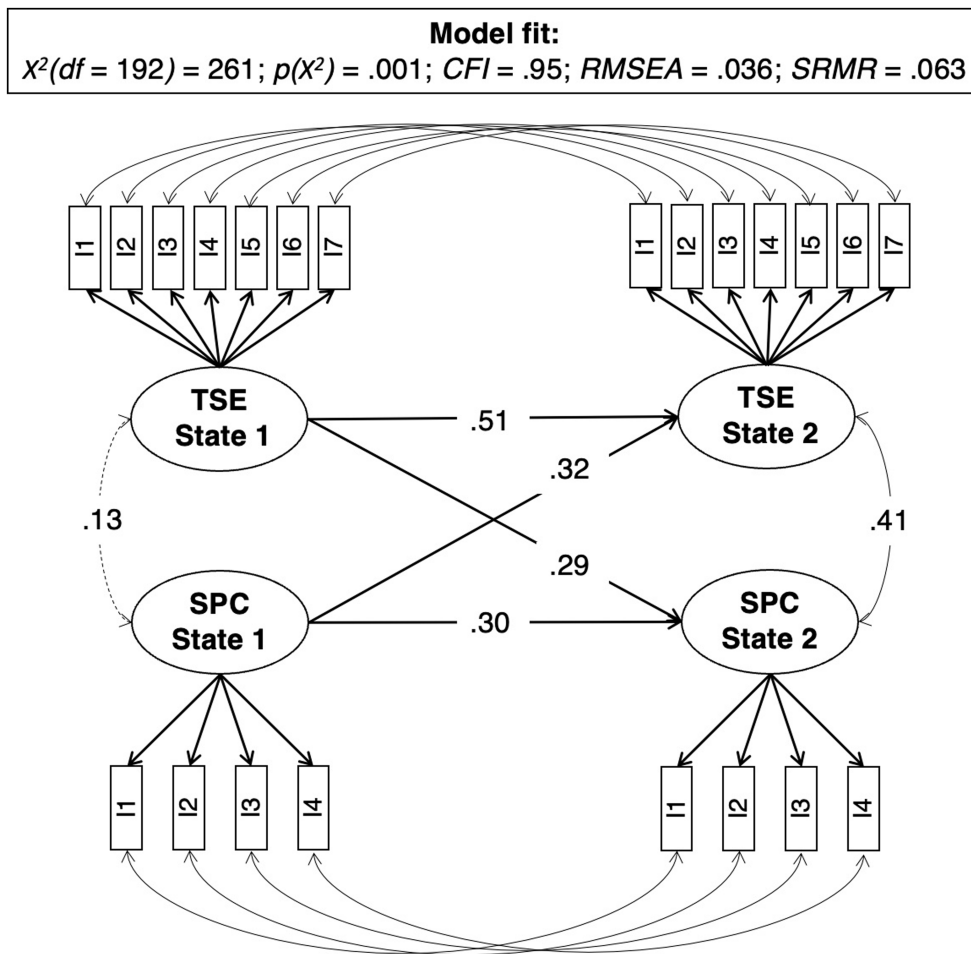 Model fit:
X²(df = 192) = 261; p(X²) = .001; CFI = .95; RMSEA = .036; SRMR = .063
I1 I2 I3 I4 I5 I6 I7 I1 I2 I3 I4 I5 I6 I7
TSE
State 1
TSE
State 2
.51
.32
.13
.41
.29
.30
SPC
State 1
SPC
State 2
I1 I2 I3 I4 I1 I2 I3 I4